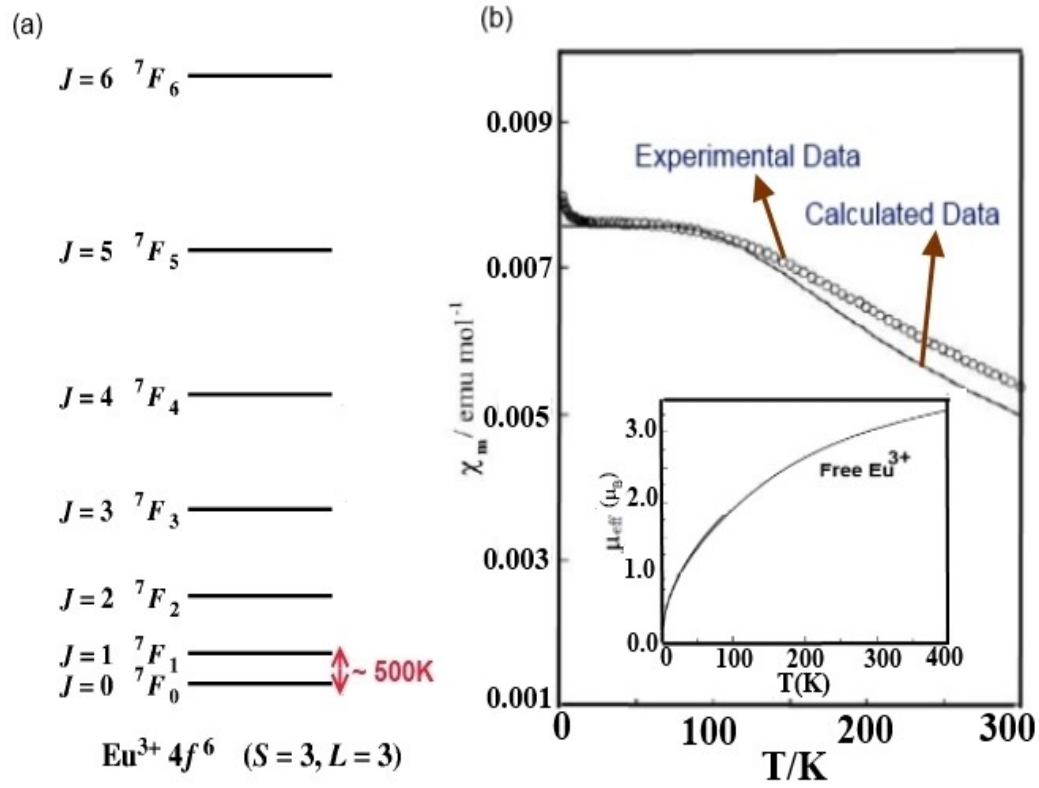 (a)
J = 6 ⁷F₆
J = 5 ⁷F₅
J = 4 ⁷F₄
J = 3 ⁷F₃
J = 2 ⁷F₂
J = 1 ⁷F₁
~ 500K
J = 0 ⁷F₀
Eu³⁺ 4f⁶ (S = 3, L = 3)
(b)
χₘ / emu mol⁻¹
0.009
0.007
0.005
0.003
0.001
Experimental Data
Calculated Data
μeff (μB)
3.0
2.0
1.0
0.0
Free Eu³⁺
0 100 200 300 400
T(K)
0 100 200 300
T/K